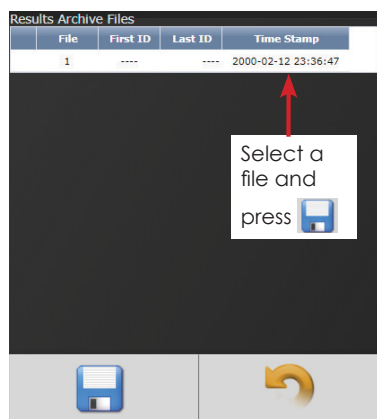 Results Archive Files
File First ID Last ID Time Stamp
1 ---- ---- 2000-02-12 23:36:47
Select a
file and
press